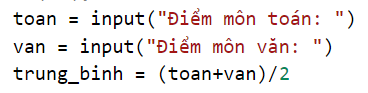 toan = input("Điểm môn toán: ")
van = input("Điểm môn văn: ")
trung_binh = (toan+van)/2